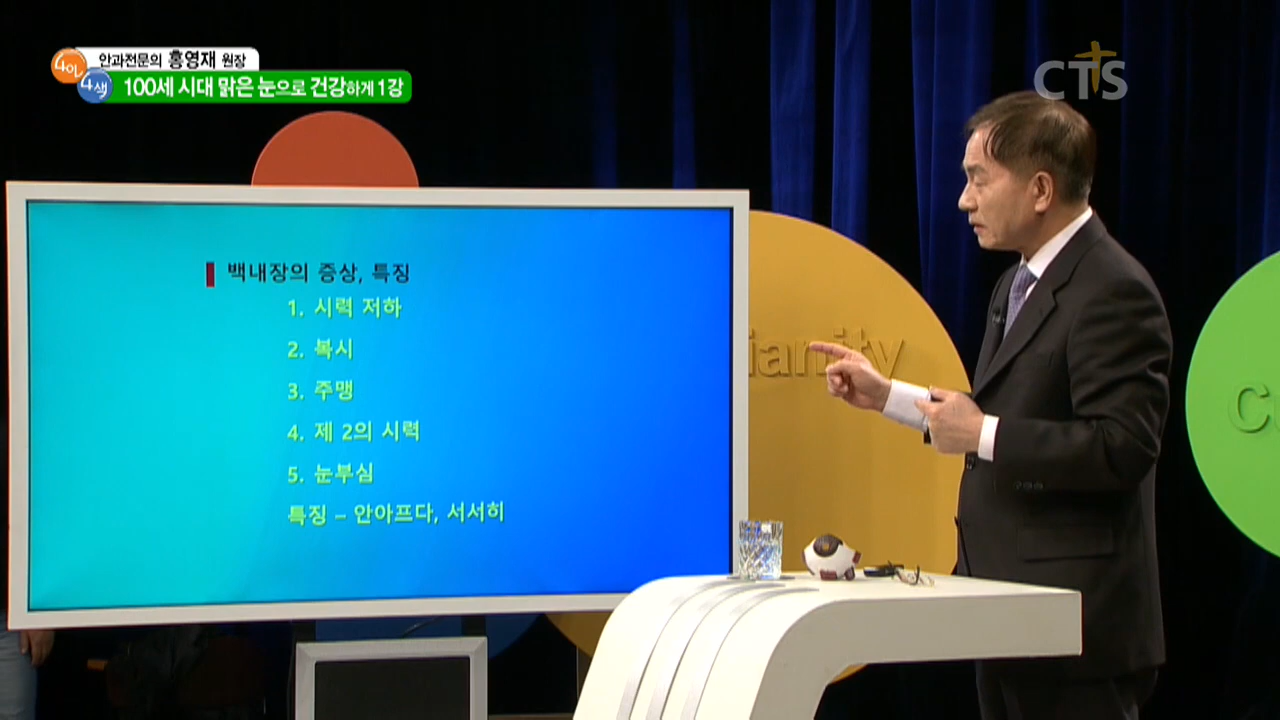 4인
4색
안과전문의 홍영재 원장
100세 시대 맑은 눈으로 건강하게 1강
CTS
백내장의 증상, 특징
1. 시력 저하
2. 복시
3. 주맹
4. 제 2의 시력
5. 눈부심
특징 – 안아프다, 서서히
ianity
C